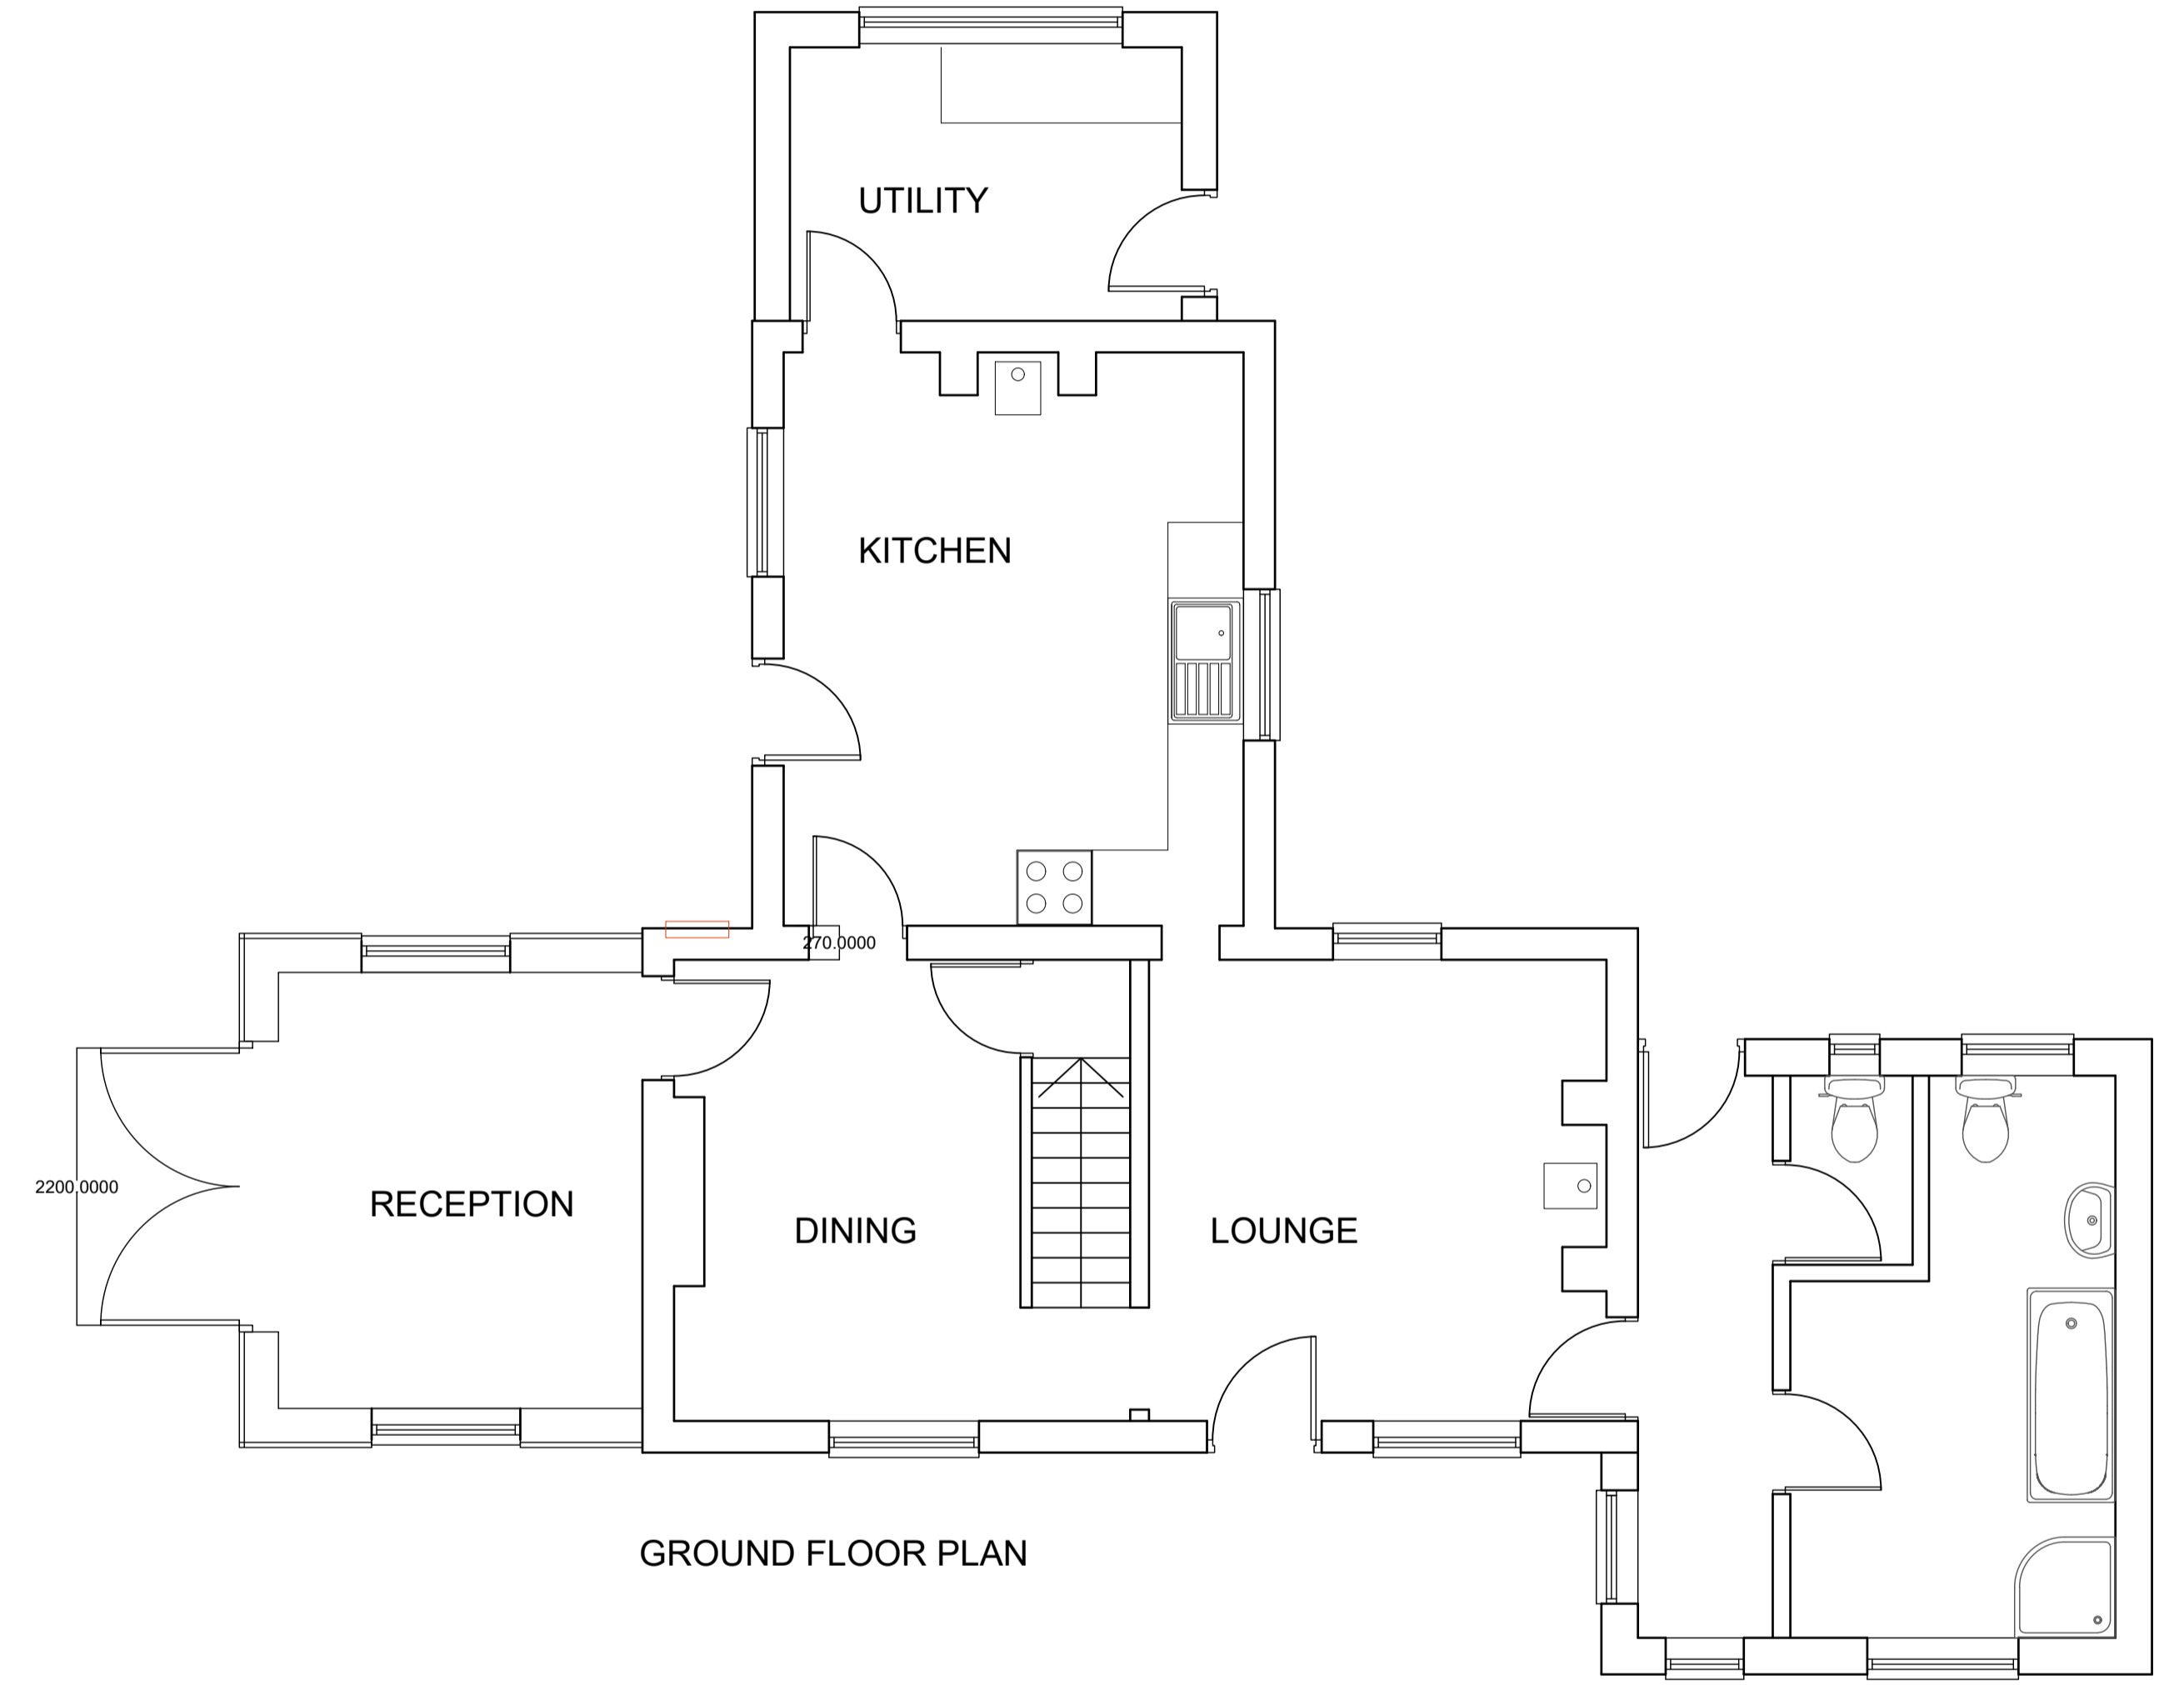 UTILITY
KITCHEN
270.0000
2200.0000
RECEPTION
DINING
LOUNGE
GROUND FLOOR PLAN